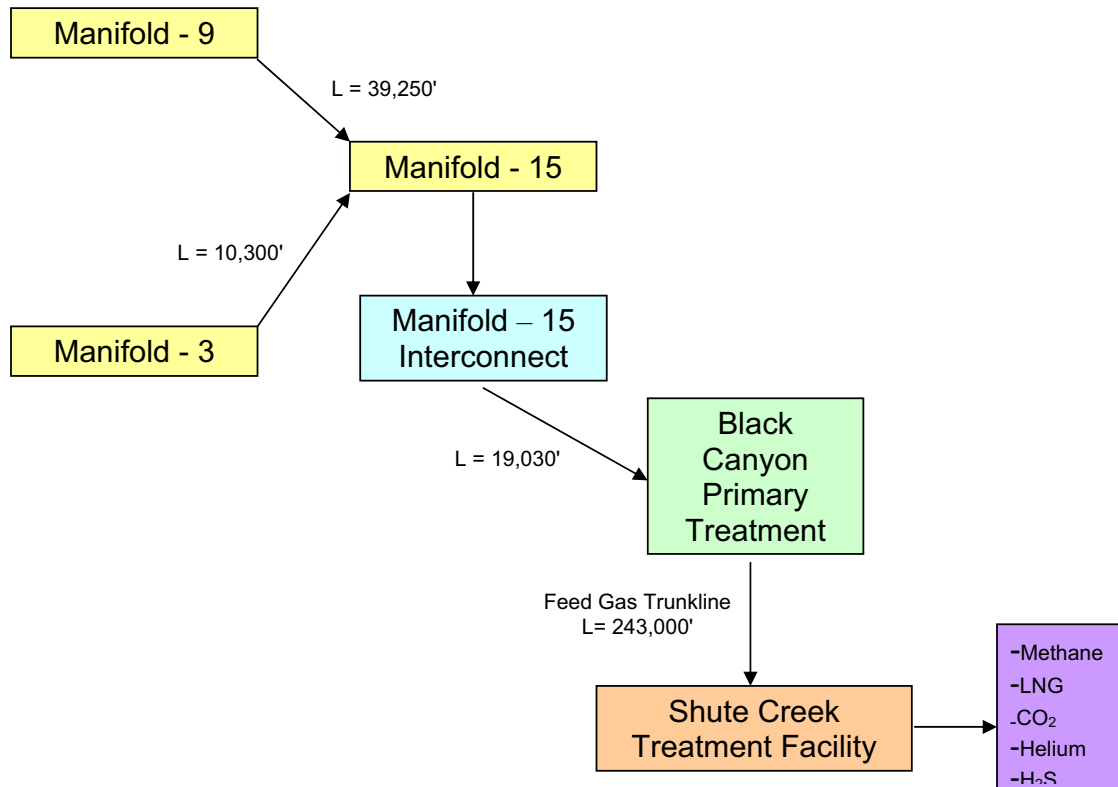 Manifold - 9
L = 39,250'
Manifold - 15
L = 10,300'
Manifold – 15
Interconnect
Manifold - 3
Black
Canyon
Primary
Treatment
L = 19,030'
Feed Gas Trunkline
L= 243,000'
-Methane
-LNG
-CO₂
-Helium
-H₂S
Shute Creek
Treatment Facility